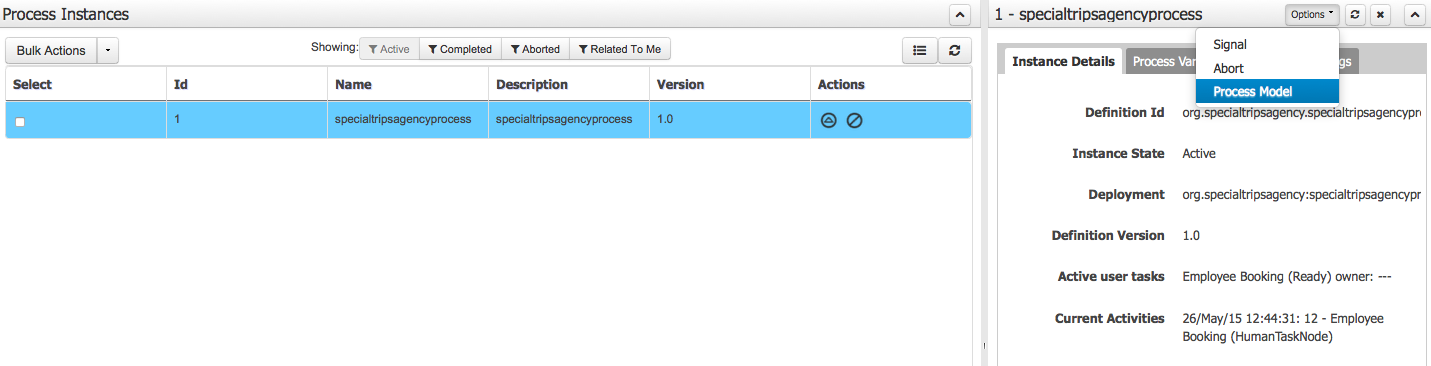 Process Instances
Bulk Actions
Showing: Active Completed Aborted Related To Me
Select Id Name Description Version Actions
1 specialtripsagencyprocess specialtripsagencyprocess 1.0
1 - specialtripsagencyprocess Options
Signal
Abort
Process Model
Instance Details Process Var gs
Definition Id org.specialtripsagency.specialtripsagencypr
Instance State Active
Deployment org.specialtripsagency:specialtripsagencypr
Definition Version 1.0
Active user tasks Employee Booking (Ready) owner: ---
Current Activities 26/May/15 12:44:31: 12 - Employee
Booking (HumanTaskNode)